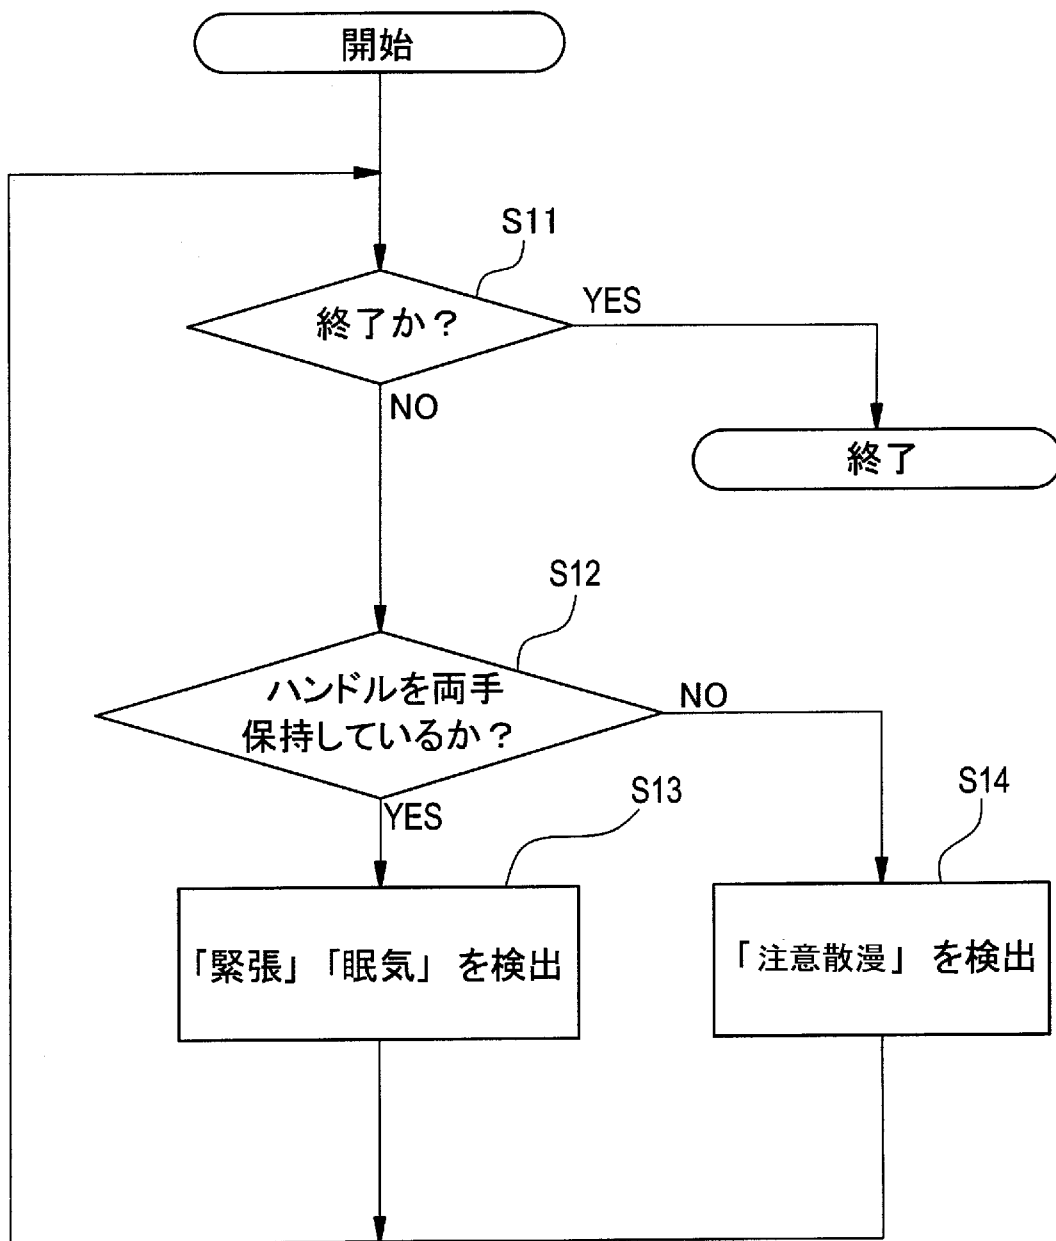 開始
S11
終了か？
YES
NO
終了
S12
ハンドルを両手
保持しているか？
NO
YES
S13
S14
「緊張」「眠気」を検出
「注意散漫」を検出